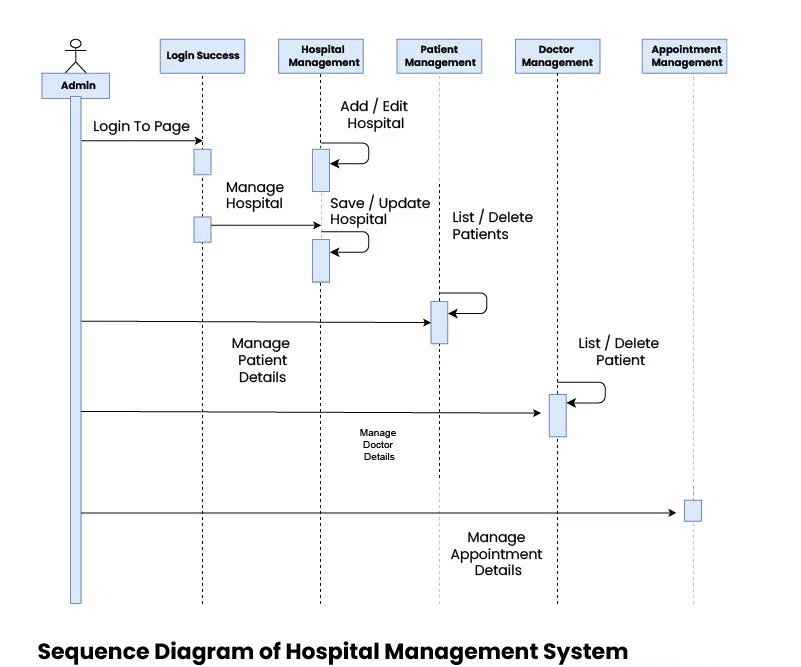 Admin
Login Success
Hospital
Management
Patient
Management
Doctor
Management
Appointment
Management
Login To Page
Add / Edit
Hospital
Manage
Hospital
Save / Update
Hospital
List / Delete
Patients
Manage
Patient
Details
List / Delete
Patient
Manage
Doctor
Details
Manage
Appointment
Details
Sequence Diagram of Hospital Management System